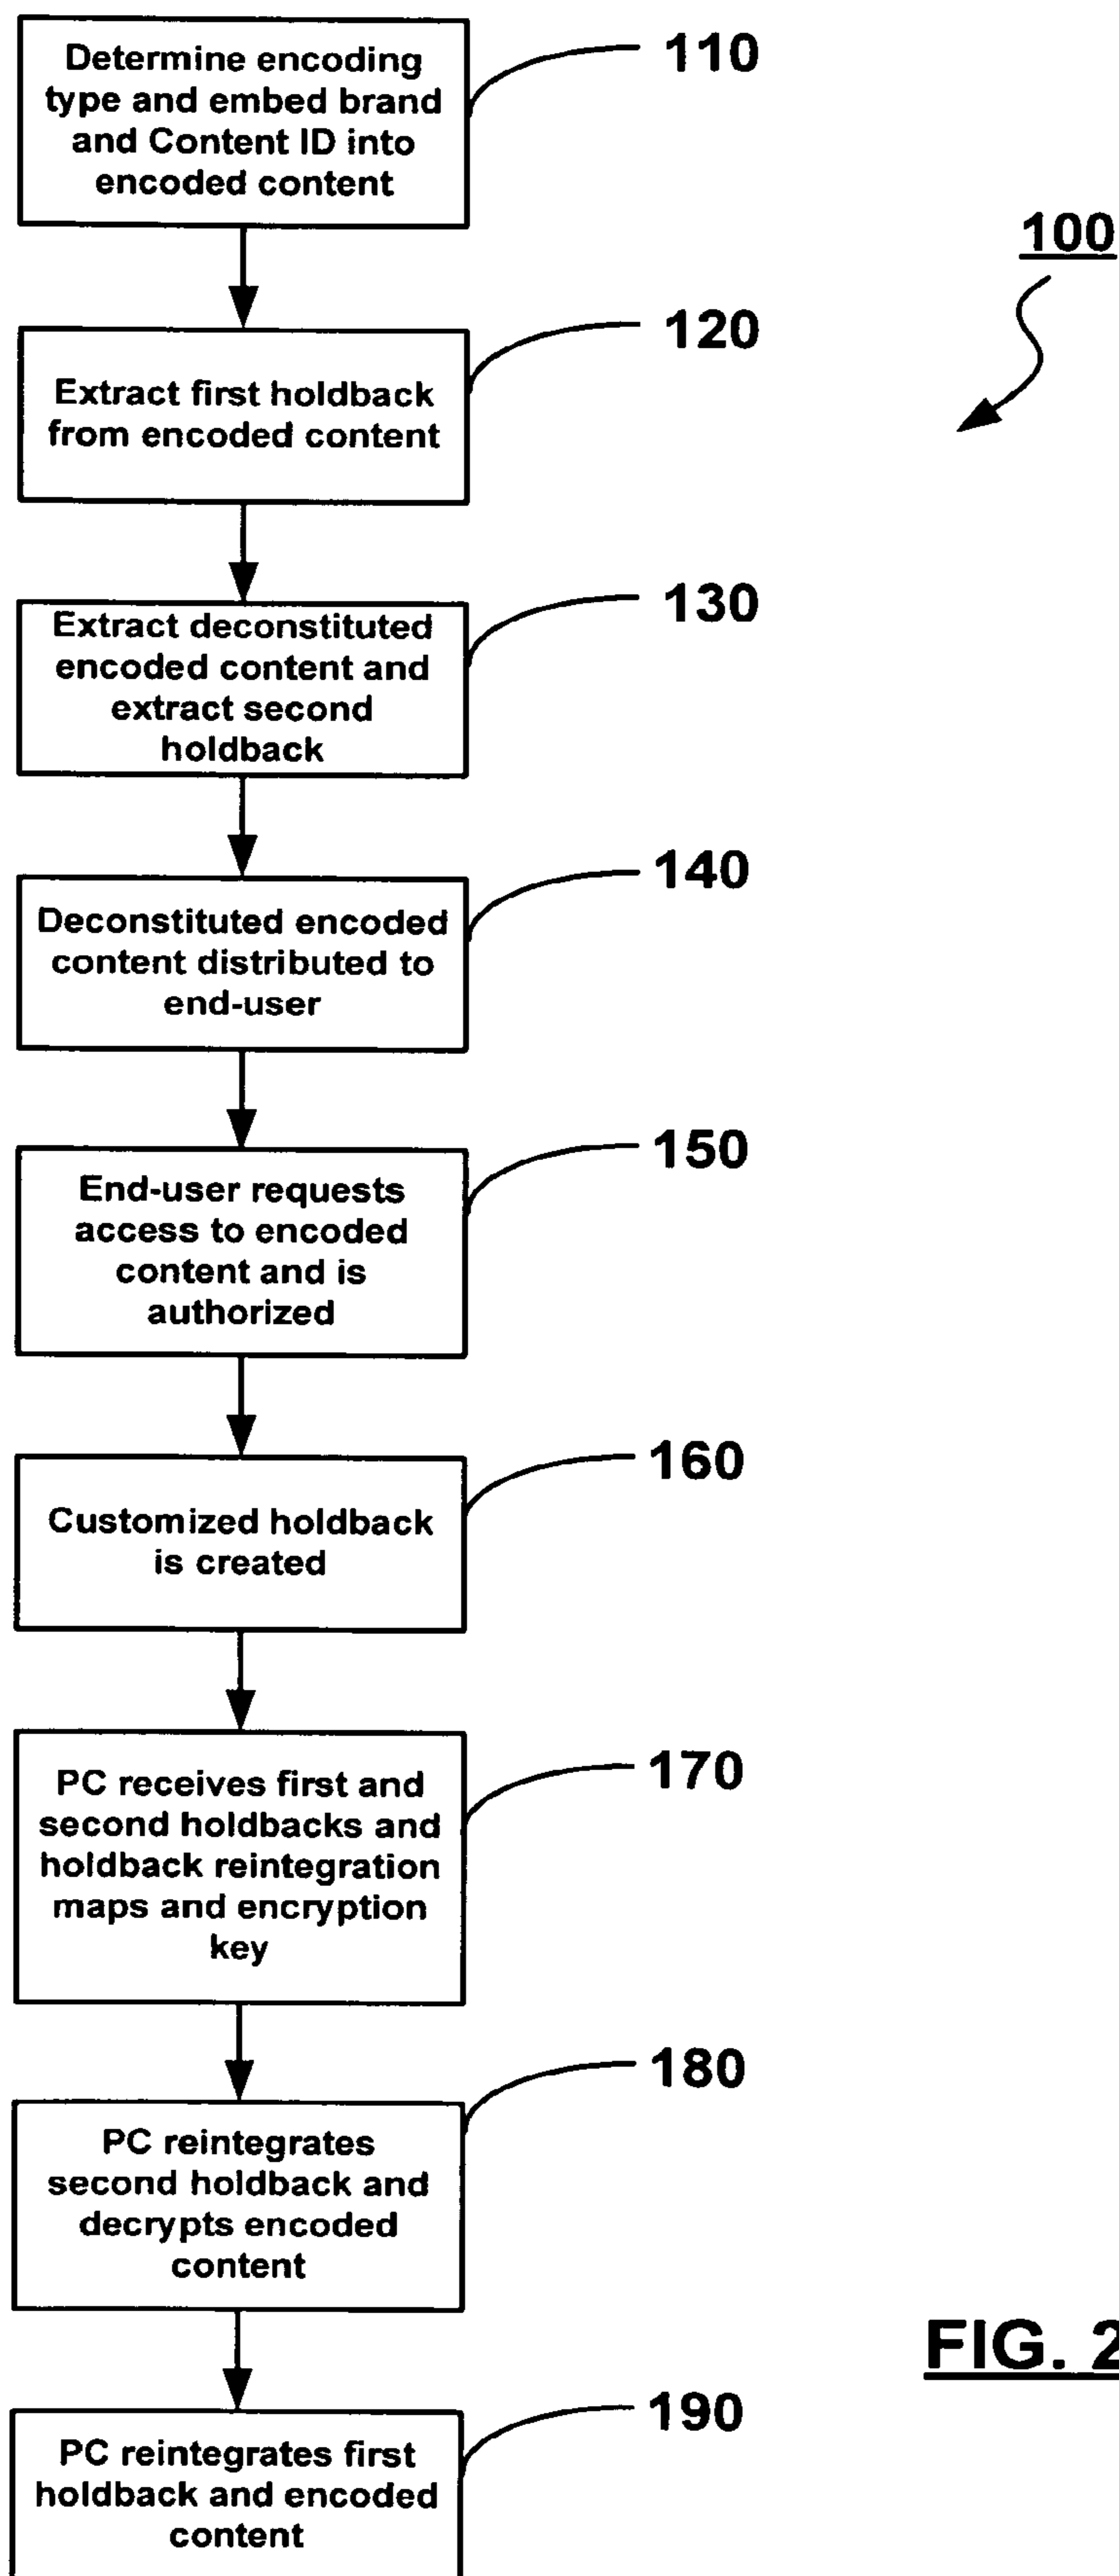 Determine encoding
type and embed brand
and Content ID into
encoded content
110
100
Extract first holdback
from encoded content
120
Extract deconstituted
encoded content and
extract second
holdback
130
Deconstituted encoded
content distributed to
end-user
140
End-user requests
access to encoded
content and is
authorized
150
Customized holdback
is created
160
PC receives first and
second holdbacks and
holdback reintegration
maps and encryption
key
170
PC reintegrates
second holdback and
decrypts encoded
content
180
FIG. 2
PC reintegrates first
holdback and encoded
content
190